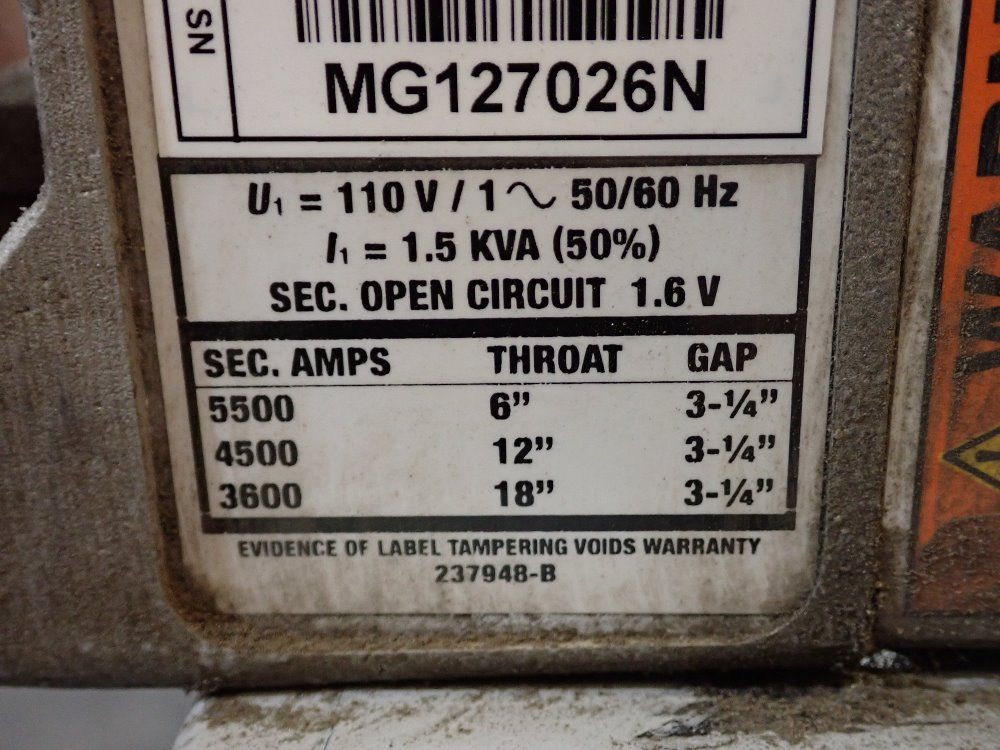 SN
MG127026N
U₁ = 110 V / 1 ~ 50/60 Hz
I₁ = 1.5 KVA (50%)
SEC. OPEN CIRCUIT 1.6 V
SEC. AMPS THROAT GAP
5500 6” 3-¼”
4500 12” 3-¼”
3600 18” 3-¼”
EVIDENCE OF LABEL TAMPERING VOIDS WARRANTY
237948-B